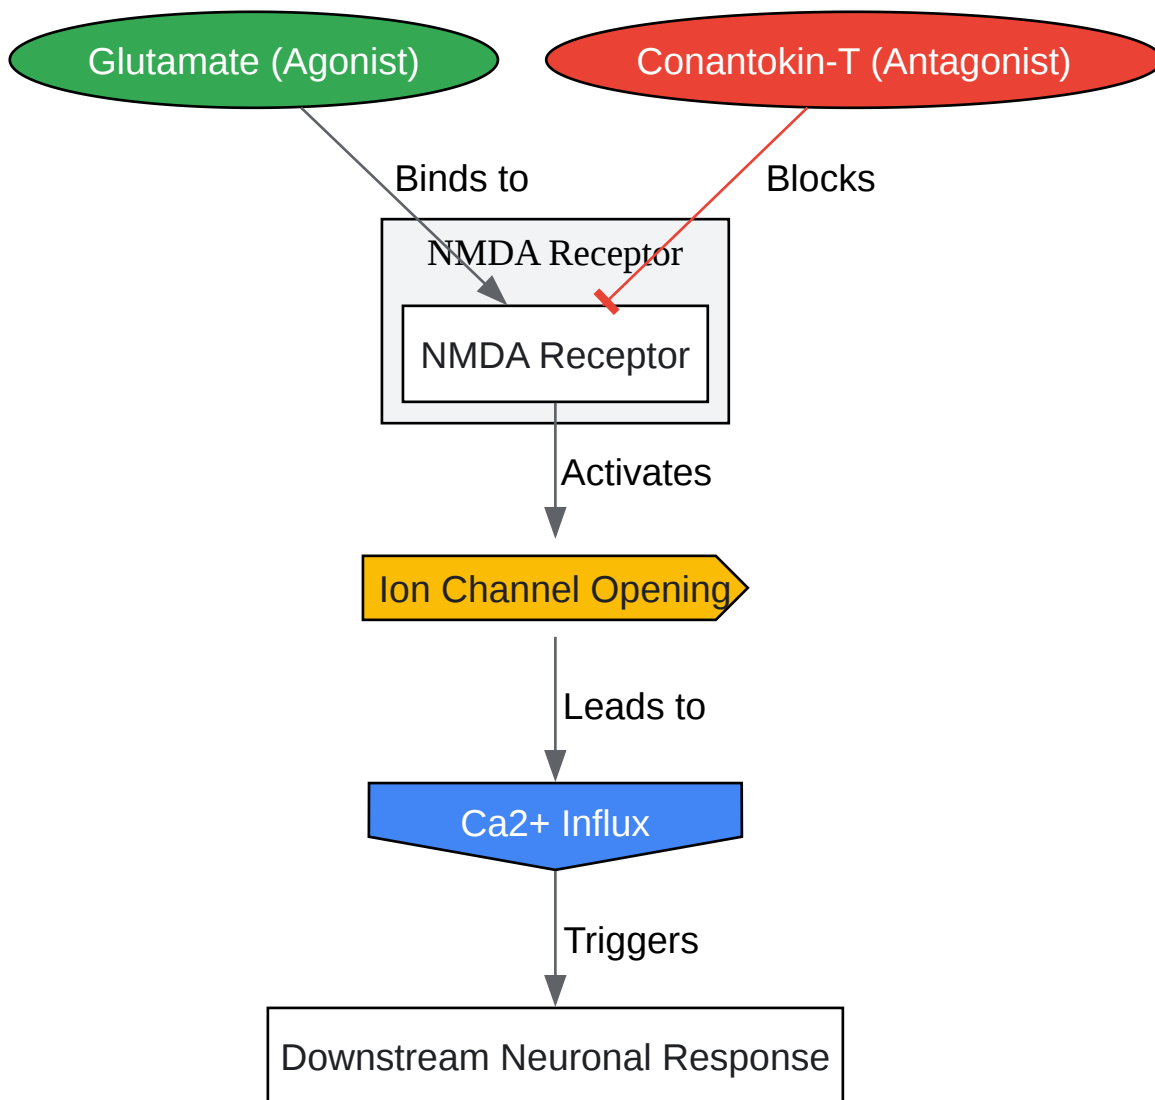 Glutamate (Agonist)
Conantokin-T (Antagonist)
Binds to
Blocks
NMDA Receptor
NMDA Receptor
Activates
Ion Channel Opening
Leads to
Ca2+ Influx
Triggers
Downstream Neuronal Response